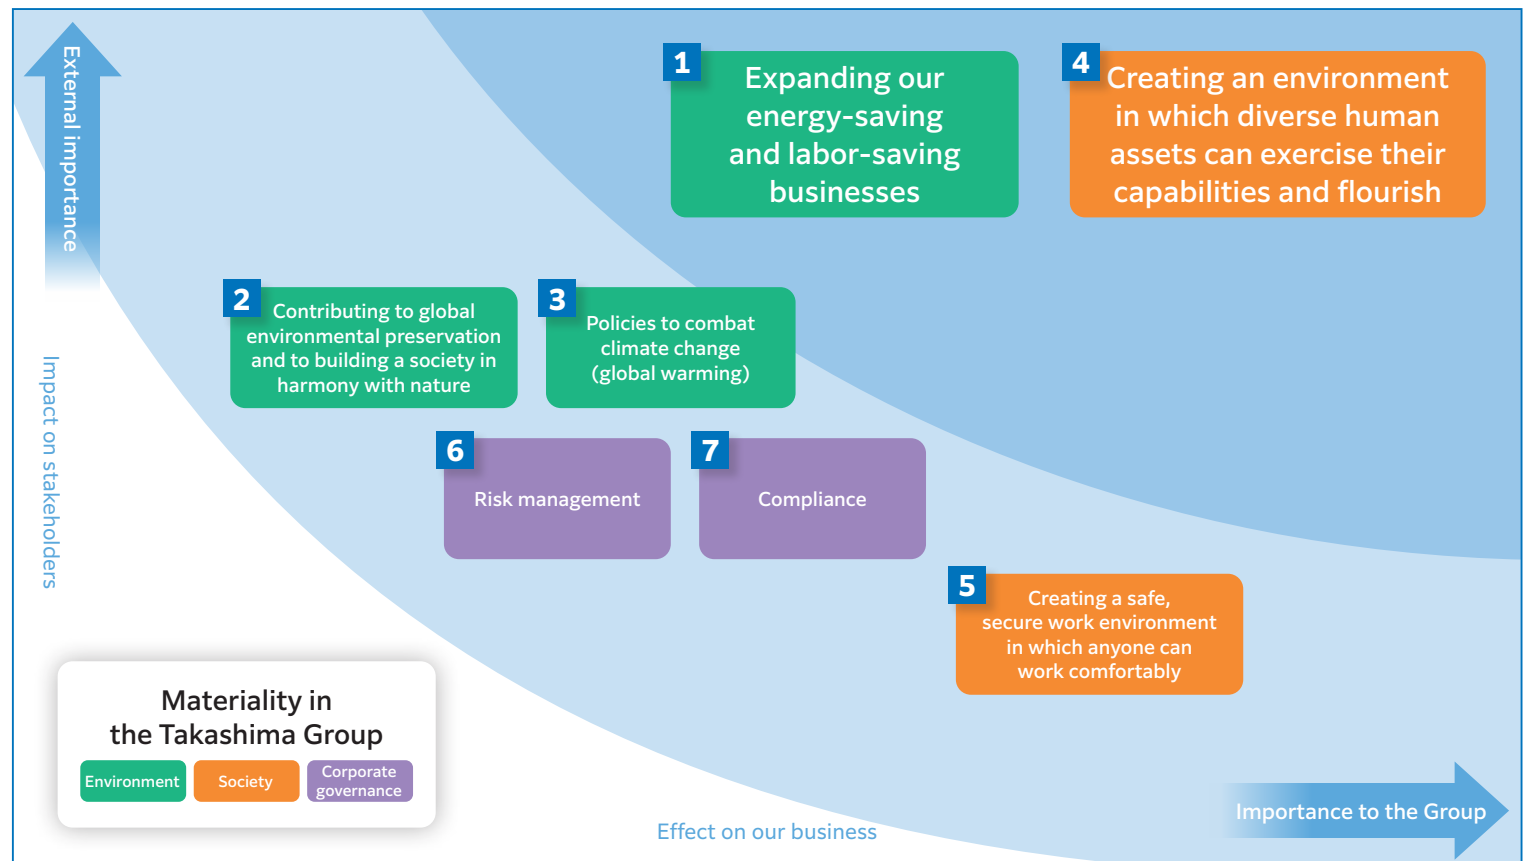 External importance
Impact on stakeholders
1
Expanding our
energy-saving
and labor-saving
businesses
4
Creating an environment
in which diverse human
assets can exercise their
capabilities and flourish
2
Contributing to global
environmental preservation
and to building a society in
harmony with nature
3
Policies to combat
climate change
(global warming)
6
Risk management
7
Compliance
5
Creating a safe,
secure work environment
in which anyone can
work comfortably
Materiality in
the Takashima Group
Environment
Society
Corporate
governance
Effect on our business
Importance to the Group